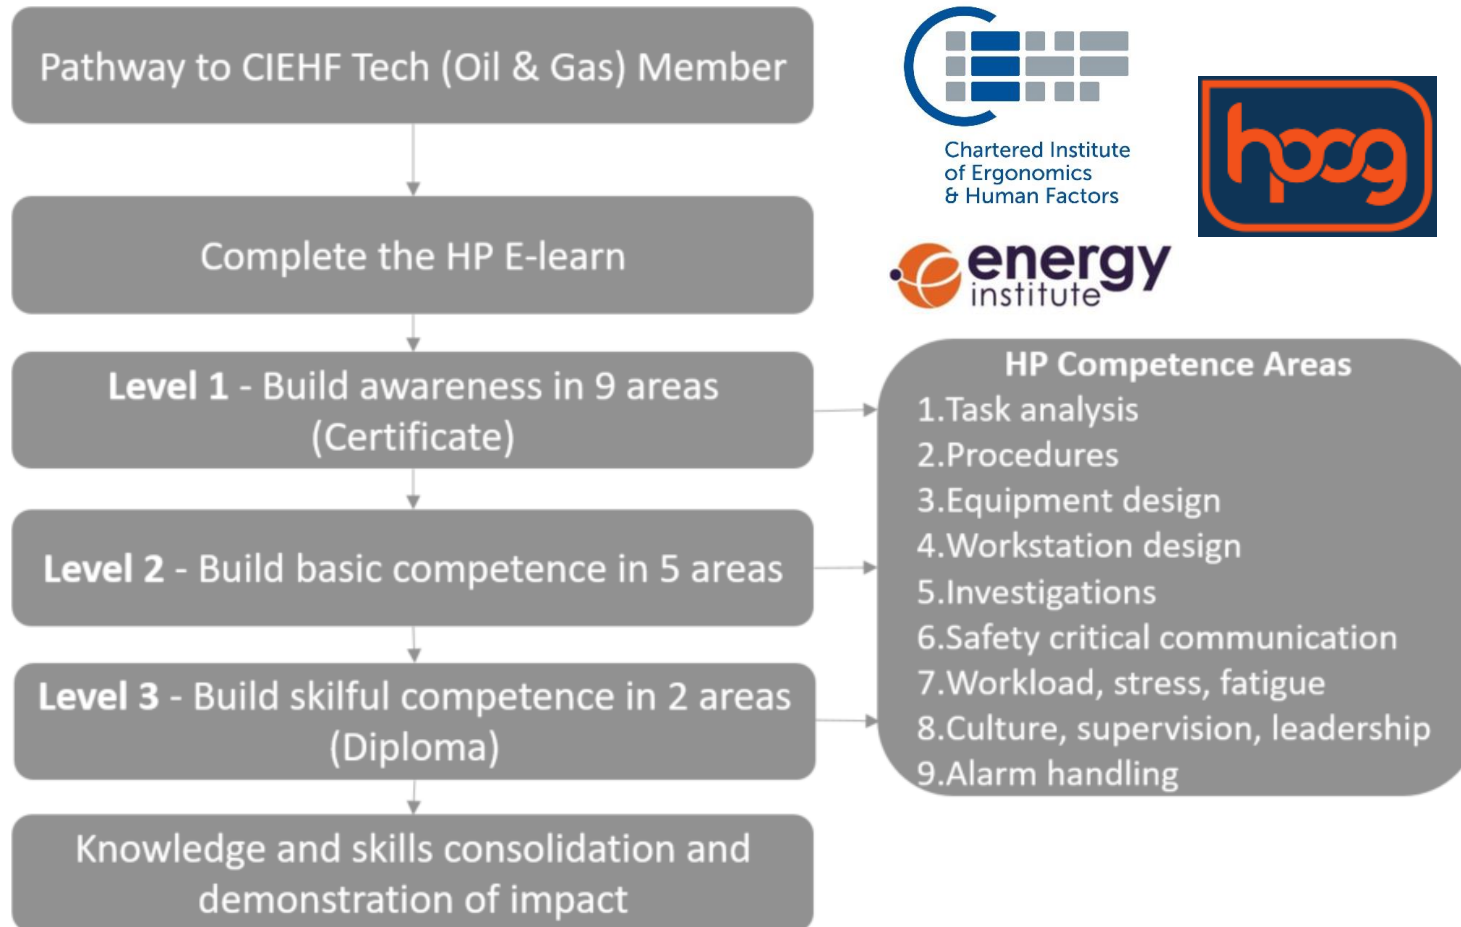 Pathway to CIEHF Tech (Oil & Gas) Member
Complete the HP E-learn
Level 1 - Build awareness in 9 areas
(Certificate)
Level 2 - Build basic competence in 5 areas
Level 3 - Build skilful competence in 2 areas
(Diploma)
Knowledge and skills consolidation and
demonstration of impact
Chartered Institute
of Ergonomics
& Human Factors
hpog
energy
institute
HP Competence Areas
1.Task analysis
2.Procedures
3.Equipment design
4.Workstation design
5.Investigations
6.Safety critical communication
7.Workload, stress, fatigue
8.Culture, supervision, leadership
9.Alarm handling